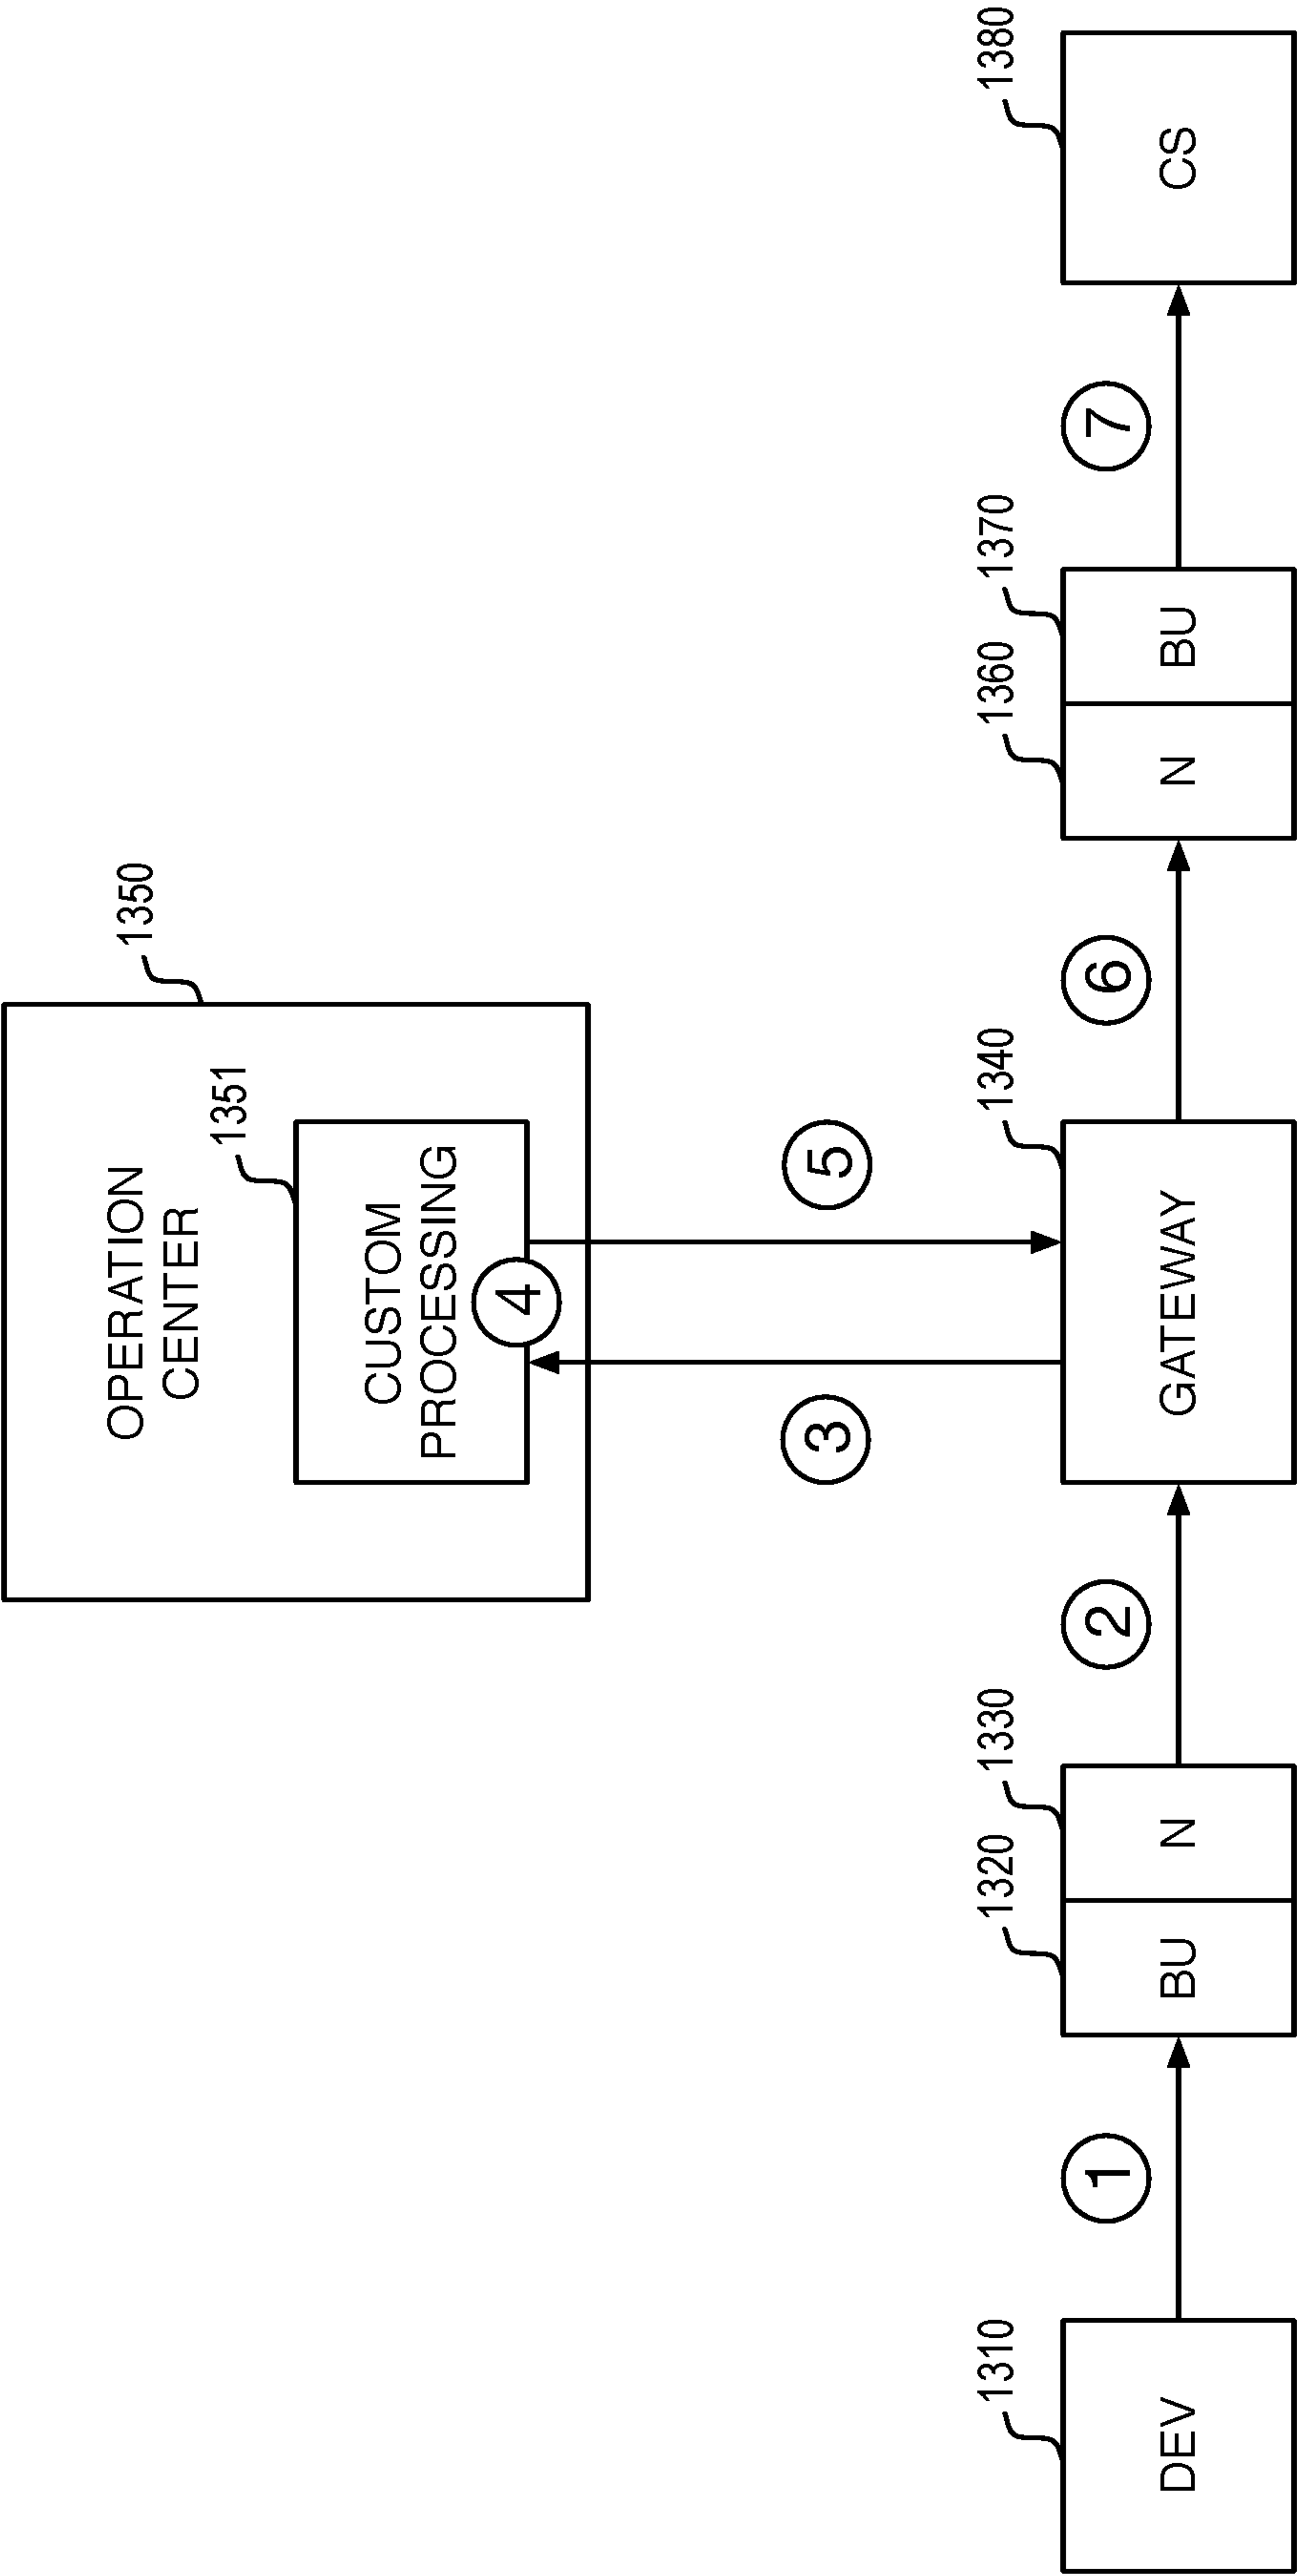 1350
OPERATION
CENTER
1351
CUSTOM
PROCESSING
4
3
5
1310
DEV
1
1320
BU
1330
N
2
1340
GATEWAY
6
1360
N
1370
BU
7
1380
CS